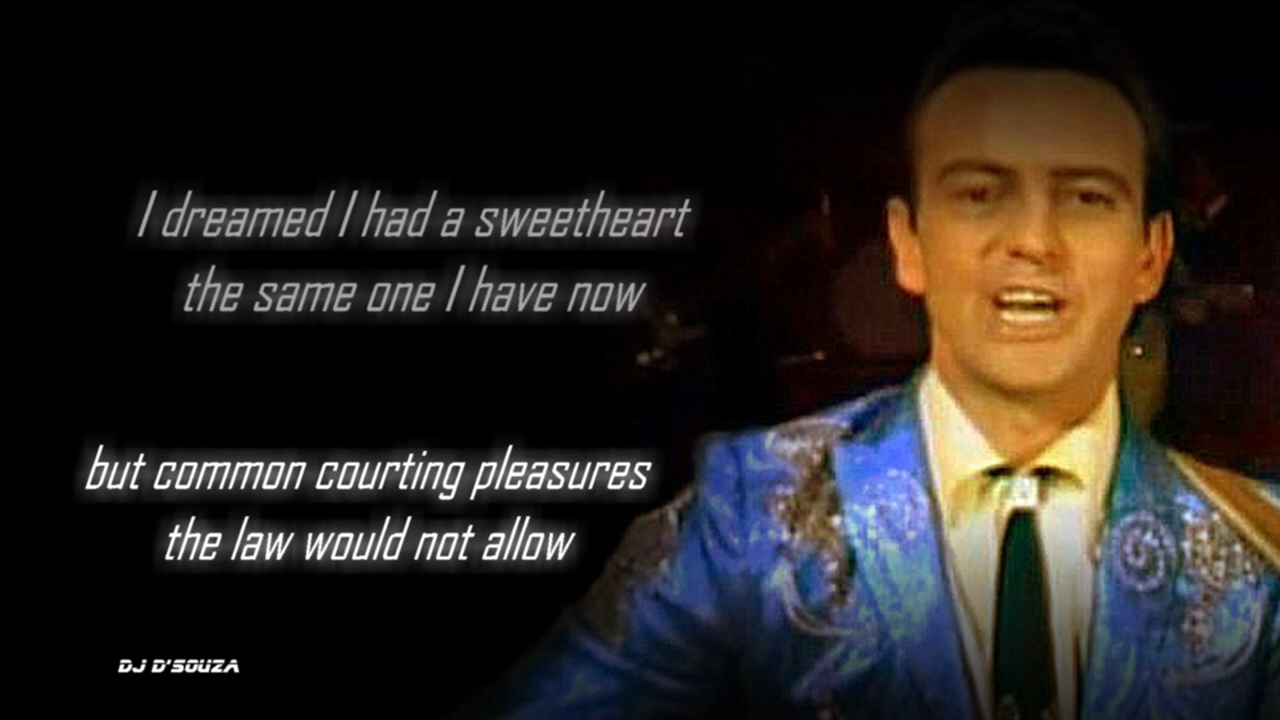 I dreamed I had a sweetheart
the same one I have now
but common courting pleasures
the law would not allow
DJ D'SOUZA